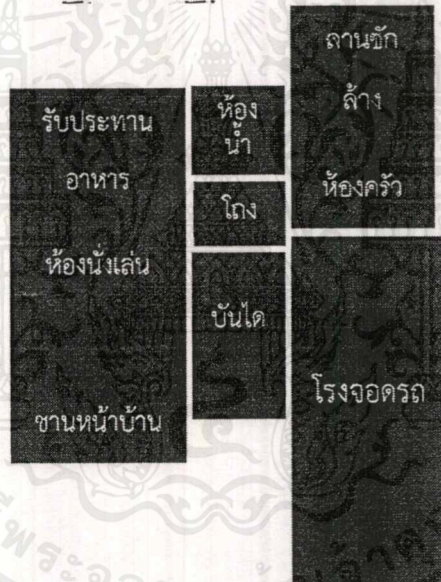 รับประทาน
อาหาร
ห้องนั่งเล่น
ชานหน้าบ้าน
ห้อง
น้ำ
โถง
บันได
ลานซัก
ล้าง
ห้องครัว
โรงจอดรถ